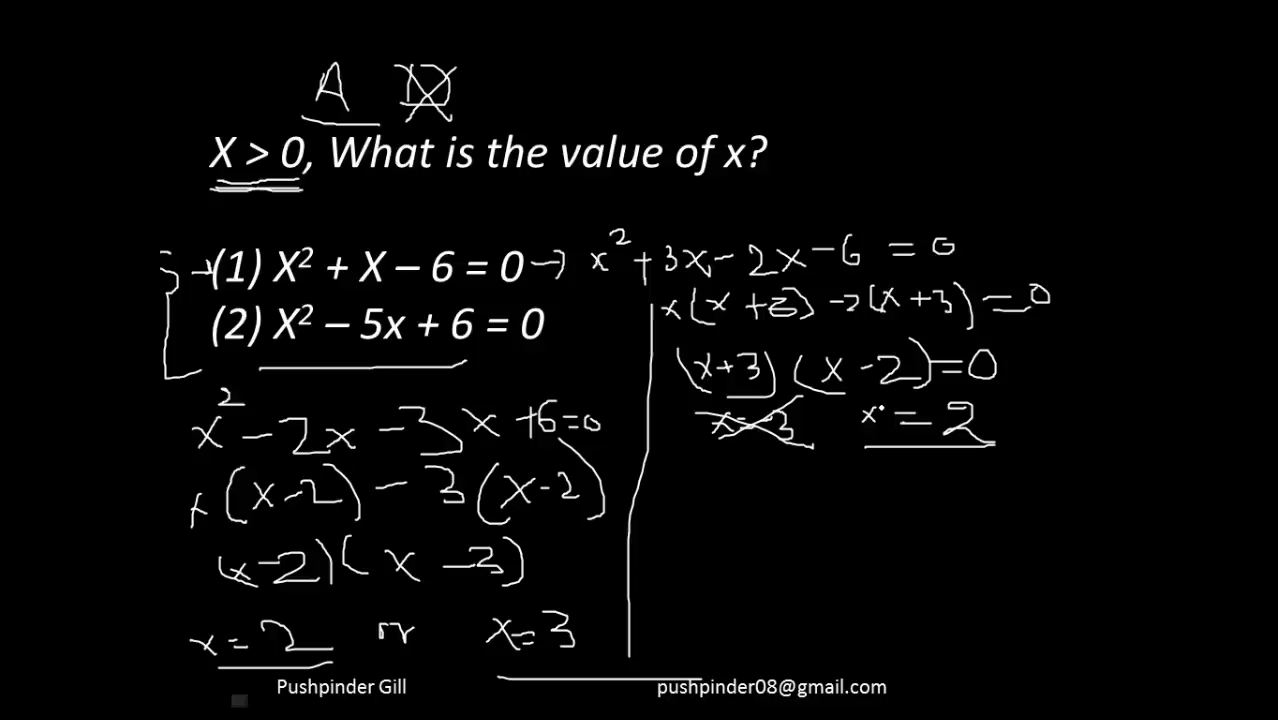 A D
X > 0, What is the value of x?
(1) X² + X – 6 = 0 → x² + 3x - 2x - 6 = 0
x(x+3) - 2(x+3) = 0
(2) X² – 5x + 6 = 0
(x+3) (x-2) = 0
x=-3 x = 2
x² - 2x - 3x + 6 = 0
x(x-2) - 3(x-2)
(x-2)(x-3)
x = 2 or x = 3
Pushpinder Gill pushpinder08@gmail.com